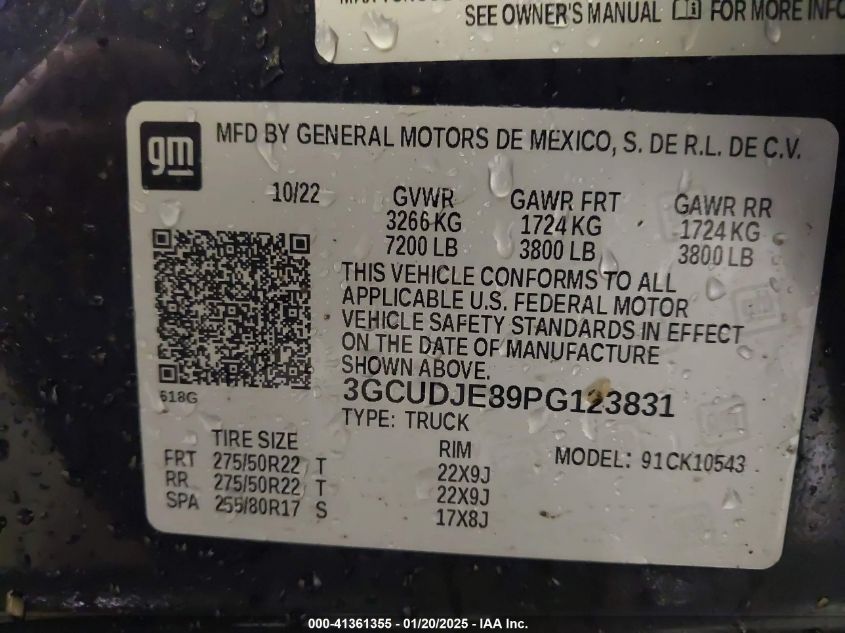 SEE OWNER'S MANUAL FOR MORE
gm
MFD BY GENERAL MOTORS DE MEXICO, S. DE R.L. DE C.V.
10/22 GVWR GAWR FRT GAWR RR
3266 KG 1724 KG 1724 KG
7200 LB 3800 LB 3800 LB
THIS VEHICLE CONFORMS TO ALL
APPLICABLE U.S. FEDERAL MOTOR
VEHICLE SAFETY STANDARDS IN EFFECT
ON THE DATE OF MANUFACTURE
SHOWN ABOVE.
618G
3GCUDJE89PG123831
TYPE: TRUCK
TIRE SIZE RIM MODEL: 91CK10543
FRT 275/50R22 T 22X9J
RR 275/50R22 T 22X9J
SPA 255/80R17 S 17X8J
000-41361355 — 01/20/2025 — IAA Inc.